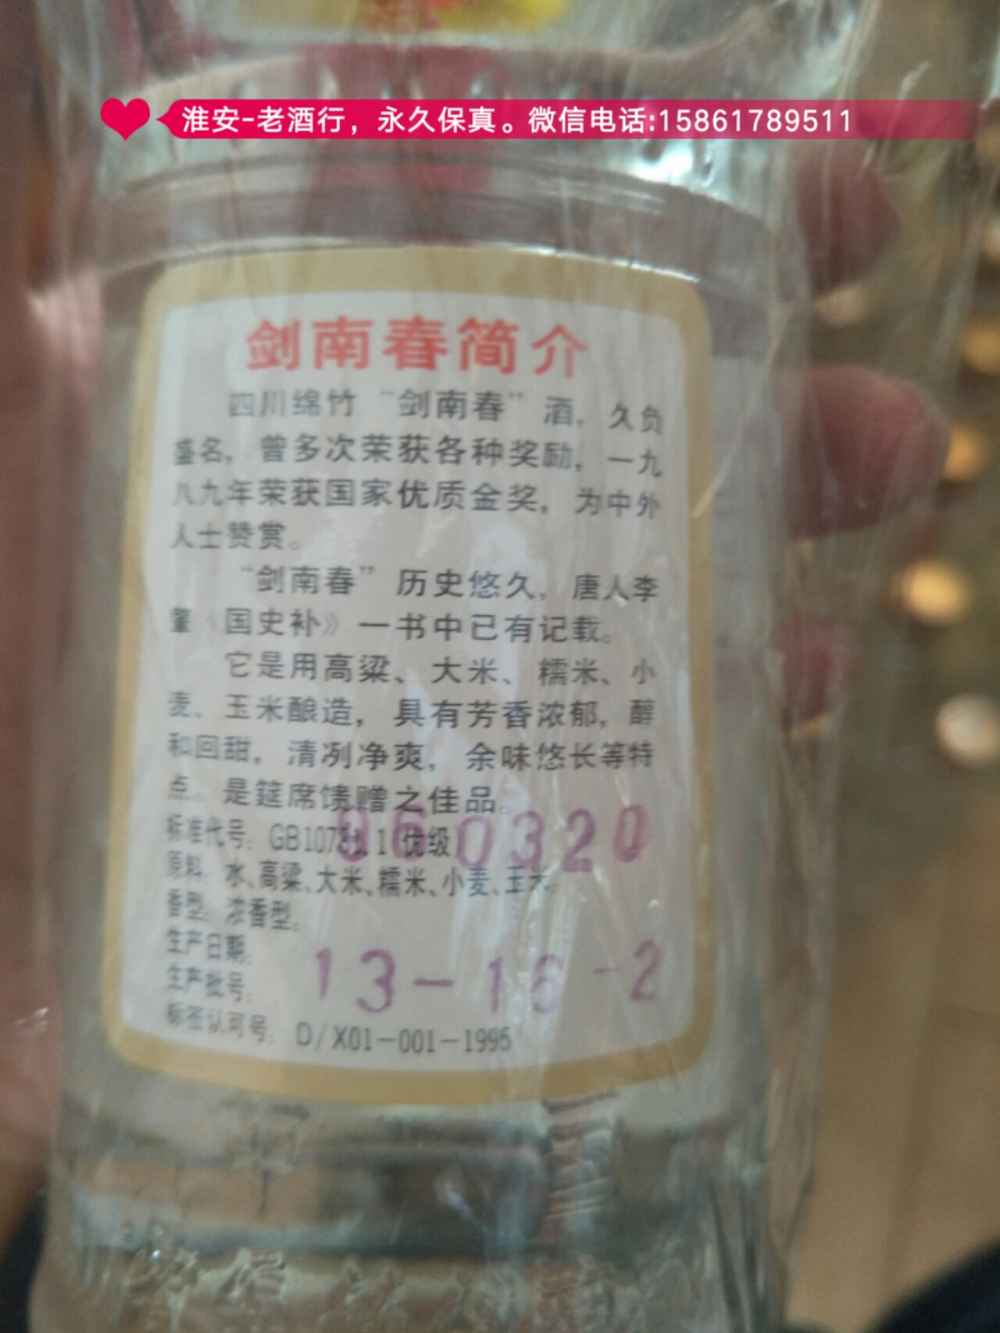 淮安-老酒行，永久保真。微信电话:15861789511
剑南春简介
四川绵竹“剑南春”酒，久负
盛名，曾多次荣获各种奖励，一九
八九年荣获国家优质金奖，为中外
人士赞赏。
“剑南春”历史悠久，唐人李
肇《国史补》一书中已有记载。
它是用高粱、大米、糯米、小
麦、玉米酿造，具有芳香浓郁，醇
和回甜，清冽净爽，余味悠长等特
点。是筵席馈赠之佳品。
标准代号：GB10781.1（优级）
原料：水、高粱、大米、糯米、小麦、玉米
香型：浓香型。
生产日期：960320
生产批号：13-16-2
标签认可号：D/X01-001-1995